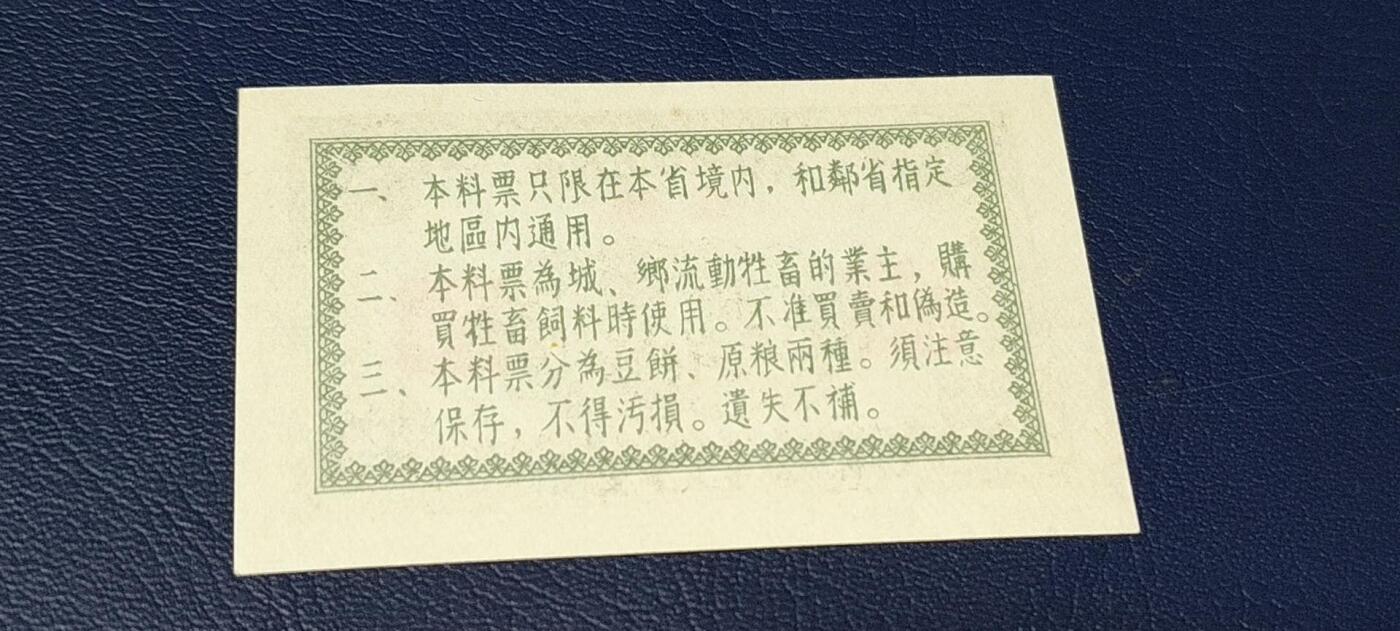 一、本料票只限在本省境内，和鄰省指定
地區内通用。
二、本料票為城、鄉流動牲畜的業主，購
買牲畜飼料時使用。不准買賣和偽造。
三、本料票分為豆餅、原粮兩種。須注意
保存，不得汚損。遺失不補。